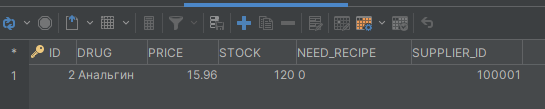 * ID DRUG PRICE STOCK NEED_RECIPE SUPPLIER_ID
1 2 Анальгин 15.96 120 0 100001